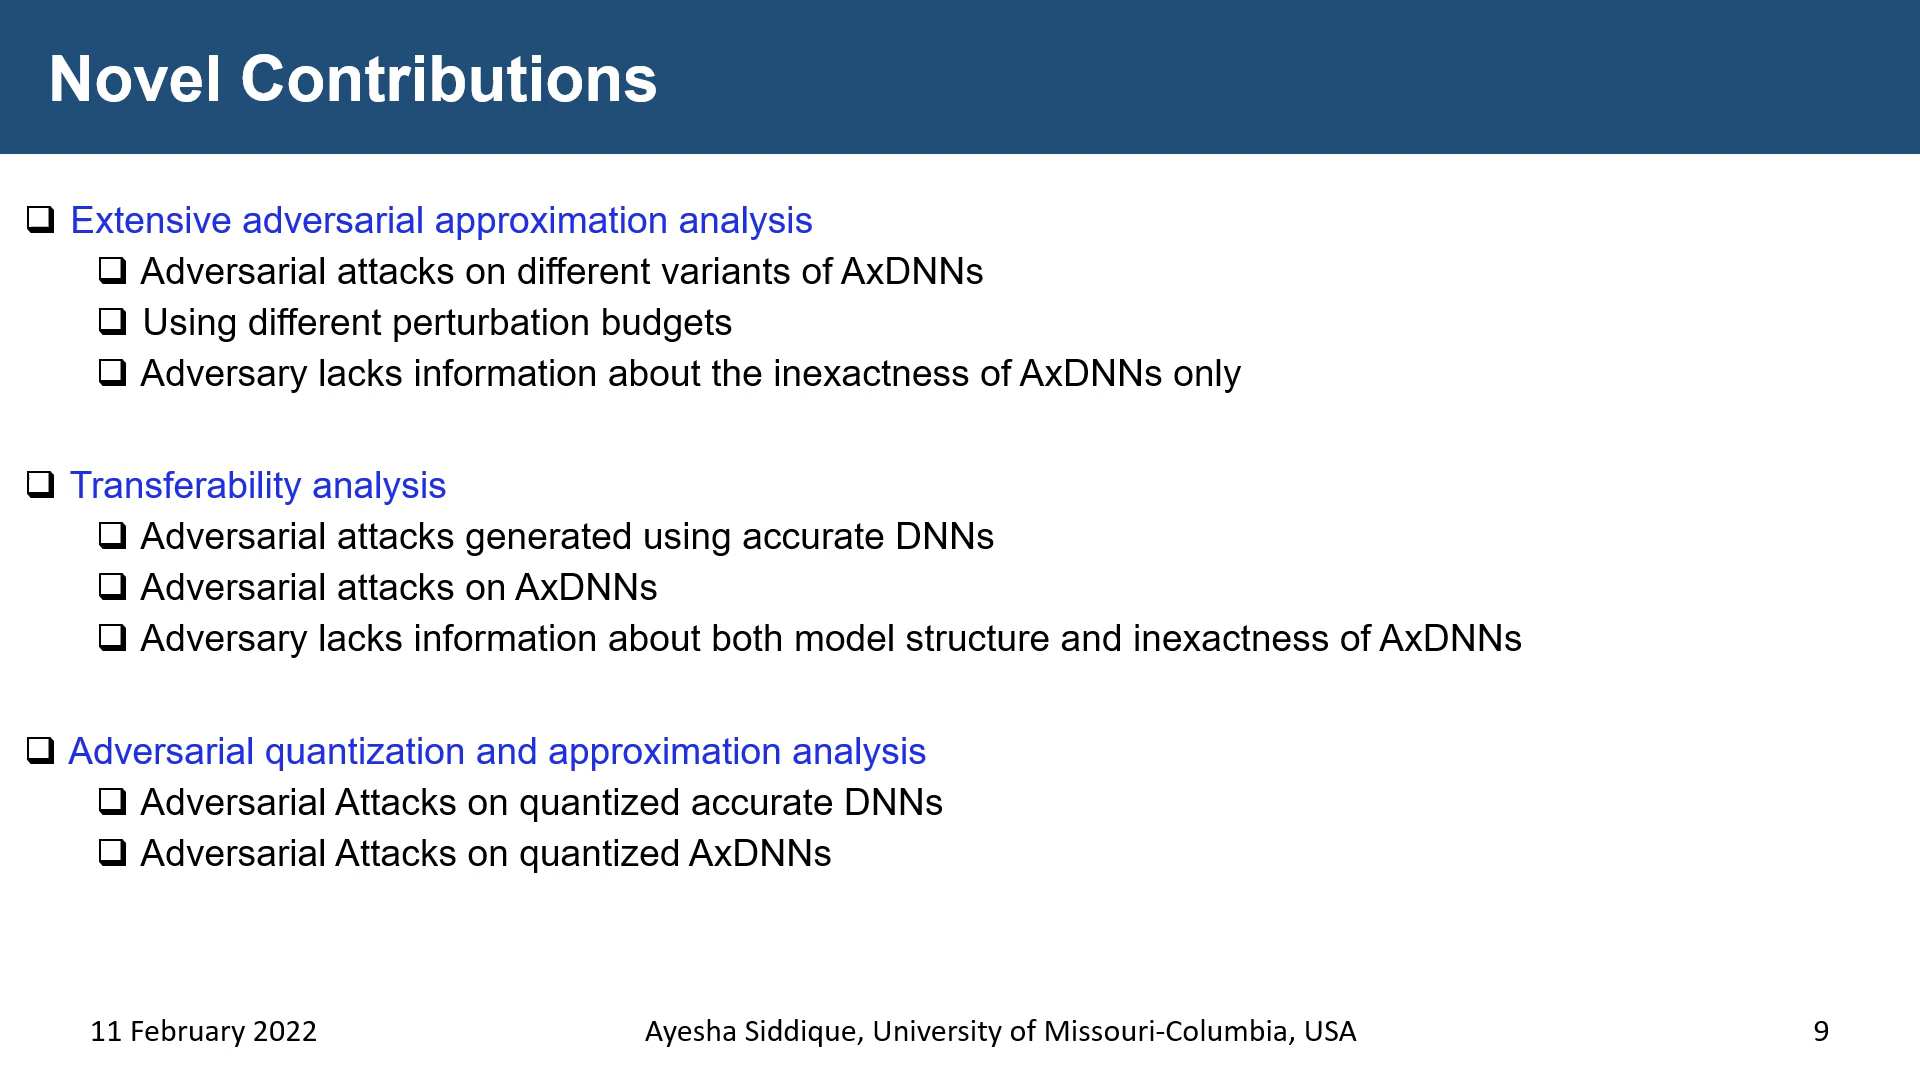 Novel Contributions
Extensive adversarial approximation analysis
Adversarial attacks on different variants of AxDNNs
Using different perturbation budgets
Adversary lacks information about the inexactness of AxDNNs only
Transferability analysis
Adversarial attacks generated using accurate DNNs
Adversarial attacks on AxDNNs
Adversary lacks information about both model structure and inexactness of AxDNNs
Adversarial quantization and approximation analysis
Adversarial Attacks on quantized accurate DNNs
Adversarial Attacks on quantized AxDNNs
11 February 2022
Ayesha Siddique, University of Missouri-Columbia, USA
9